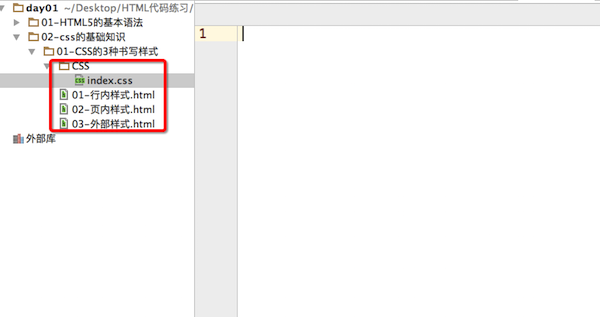 day01 ~/Desktop/HTML代码练习/
01-HTML5的基本语法
02-css的基础知识
01-CSS的3种书写样式
CSS
index.css
01-行内样式.html
02-页内样式.html
03-外部样式.html
外部库
1